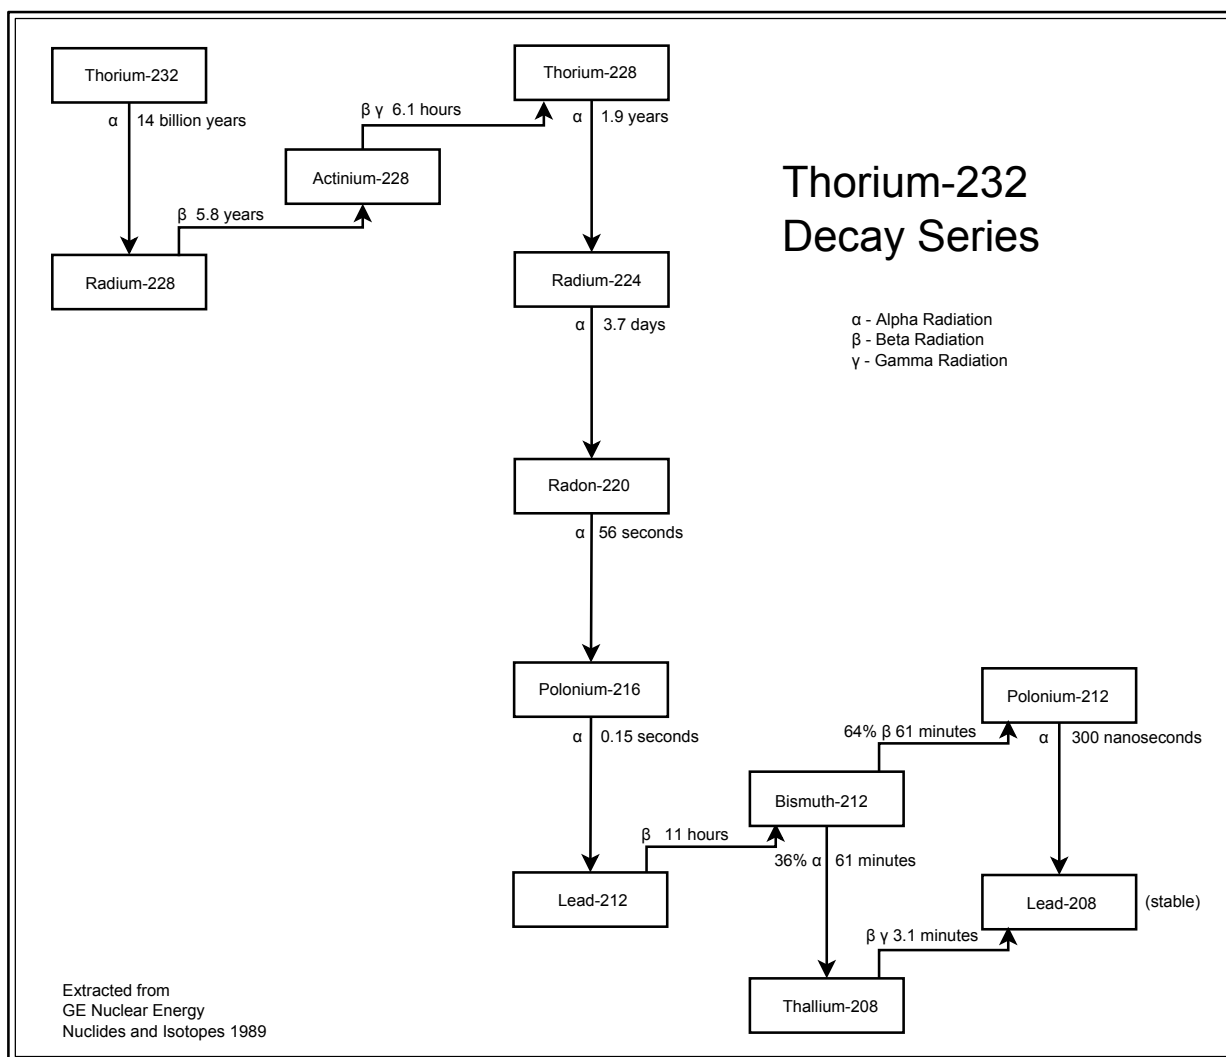 Thorium-232
α 14 billion years
Radium-228
β 5.8 years
Actinium-228
β γ 6.1 hours
Thorium-228
α 1.9 years
Radium-224
α 3.7 days
Radon-220
α 56 seconds
Polonium-216
α 0.15 seconds
Lead-212
β 11 hours
Bismuth-212
64% β 61 minutes
Polonium-212
α 300 nanoseconds
36% α 61 minutes
Thallium-208
β γ 3.1 minutes
Lead-208
(stable)
Thorium-232
Decay Series
α - Alpha Radiation
β - Beta Radiation
γ - Gamma Radiation
Extracted from
GE Nuclear Energy
Nuclides and Isotopes 1989